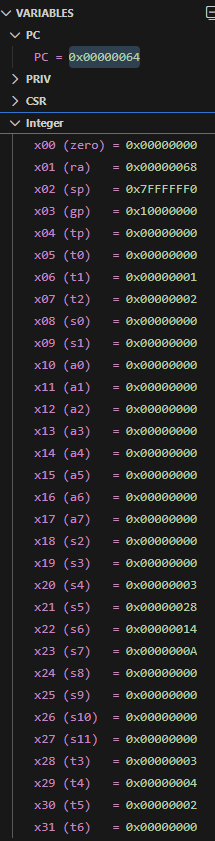 VARIABLES
PC
PC = 0x00000064
PRIV
CSR
Integer
x00 (zero) = 0x00000000
x01 (ra) = 0x00000068
x02 (sp) = 0x7FFFFFF0
x03 (gp) = 0x10000000
x04 (tp) = 0x00000000
x05 (t0) = 0x00000000
x06 (t1) = 0x00000001
x07 (t2) = 0x00000002
x08 (s0) = 0x00000000
x09 (s1) = 0x00000000
x10 (a0) = 0x00000000
x11 (a1) = 0x00000000
x12 (a2) = 0x00000000
x13 (a3) = 0x00000000
x14 (a4) = 0x00000000
x15 (a5) = 0x00000000
x16 (a6) = 0x00000000
x17 (a7) = 0x00000000
x18 (s2) = 0x00000000
x19 (s3) = 0x00000000
x20 (s4) = 0x00000003
x21 (s5) = 0x00000028
x22 (s6) = 0x00000014
x23 (s7) = 0x0000000A
x24 (s8) = 0x00000000
x25 (s9) = 0x00000000
x26 (s10) = 0x00000000
x27 (s11) = 0x00000000
x28 (t3) = 0x00000003
x29 (t4) = 0x00000004
x30 (t5) = 0x00000002
x31 (t6) = 0x00000000